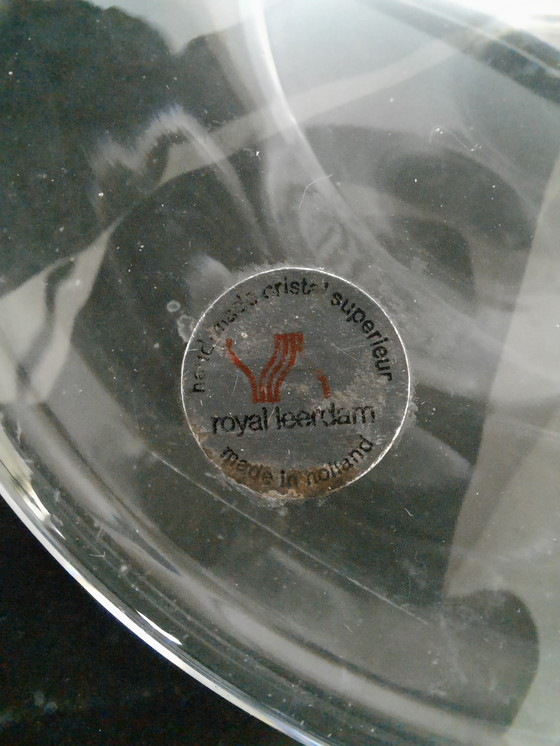 handmade cristal superieur
royal leerdam
made in holland